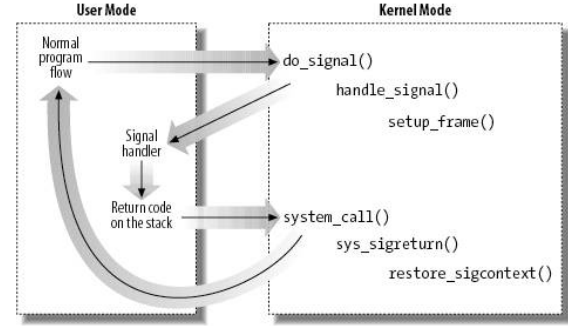 User Mode
Kernel Mode
Normal
program
flow
do_signal()
handle_signal()
setup_frame()
Signal
handler
Return code
on the stack
system_call()
sys_sigreturn()
restore_sigcontext()